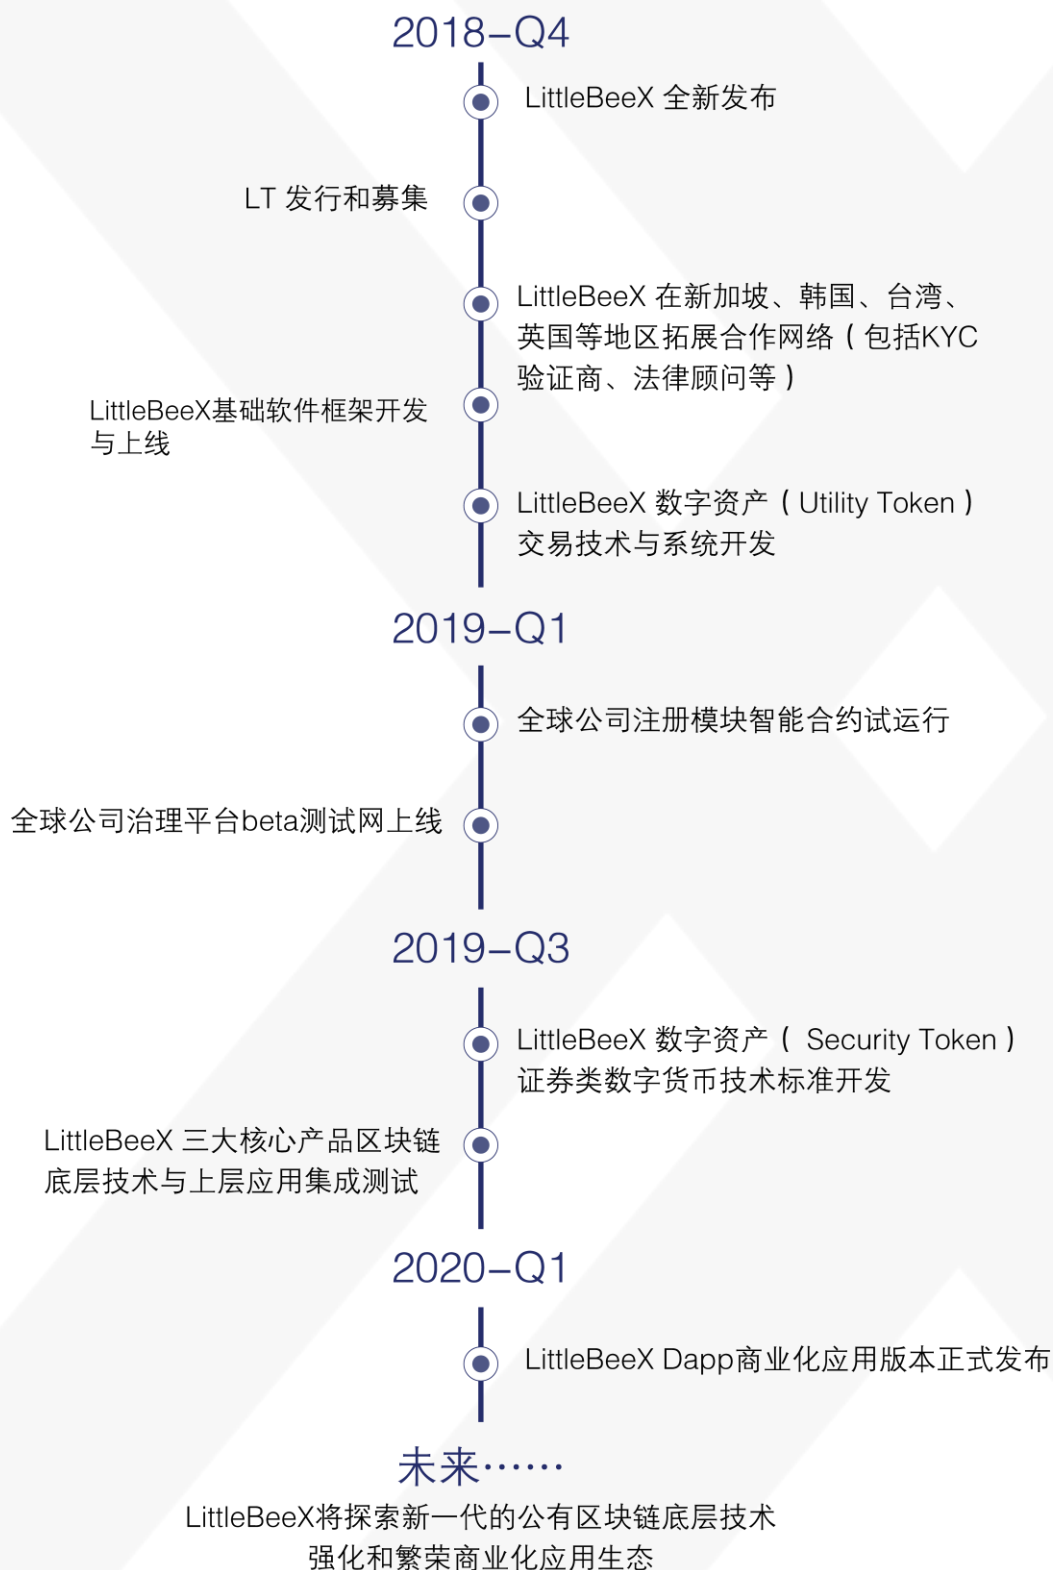 2018-Q4
LittleBeeX 全新发布
LT 发行和募集
LittleBeeX 在新加坡、韩国、台湾、
英国等地区拓展合作网络（包括KYC
验证商、法律顾问等）
LittleBeeX基础软件框架开发
与上线
LittleBeeX 数字资产（Utility Token）
交易技术与系统开发
2019-Q1
全球公司注册模块智能合约试运行
全球公司治理平台beta测试网上线
2019-Q3
LittleBeeX 数字资产（ Security Token）
证券类数字货币技术标准开发
LittleBeeX 三大核心产品区块链
底层技术与上层应用集成测试
2020-Q1
LittleBeeX Dapp商业化应用版本正式发布
未来……
LittleBeeX将探索新一代的公有区块链底层技术
强化和繁荣商业化应用生态